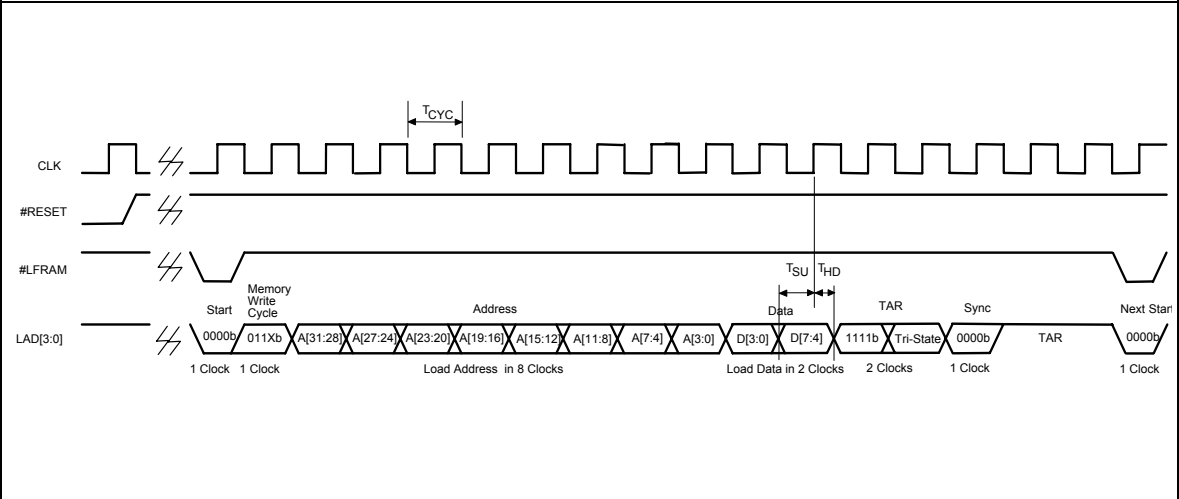 TCYC
CLK
#RESET
#LFRAM
TSU THD
Start
Memory
Write
Cycle
Address
Data
TAR
Sync
Next Start
LAD[3:0]
0000b 011Xb A[31:28] A[27:24] A[23:20] A[19:16] A[15:12] A[11:8] A[7:4] A[3:0] D[3:0] D[7:4] 1111b Tri-State 0000b TAR 0000b
1 Clock 1 Clock Load Address in 8 Clocks Load Data in 2 Clocks 2 Clocks 1 Clock 1 Clock